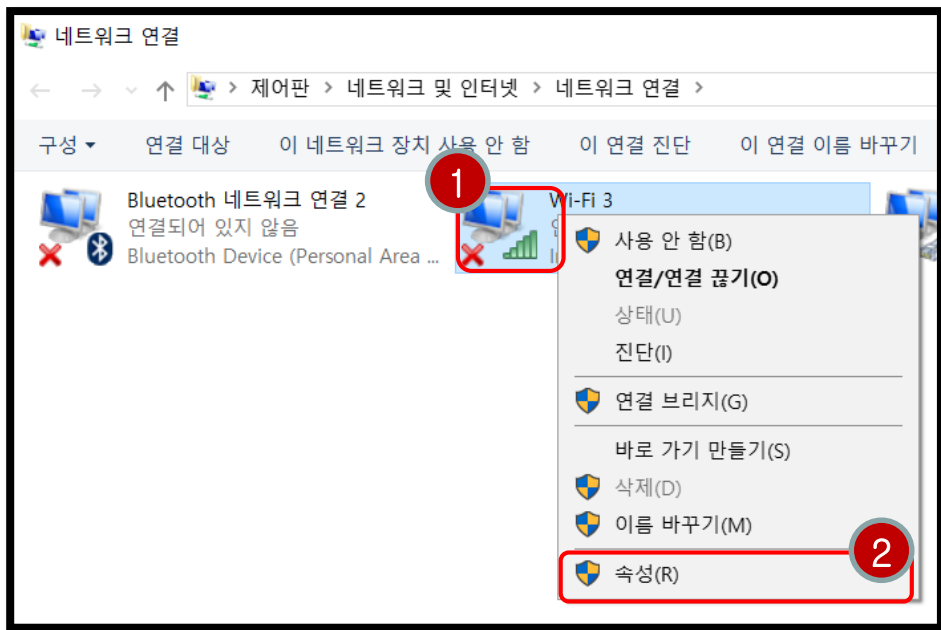 네트워크 연결
제어판 > 네트워크 및 인터넷 > 네트워크 연결 >
구성 연결 대상 이 네트워크 장치 사용 안 함 이 연결 진단 이 연결 이름 바꾸기
1
Bluetooth 네트워크 연결 2
연결되어 있지 않음
Bluetooth Device (Personal Area ...
Wi-Fi 3
사용 안 함(B)
연결/연결 끊기(O)
상태(U)
진단(I)
연결 브리지(G)
바로 가기 만들기(S)
삭제(D)
이름 바꾸기(M)
2
속성(R)